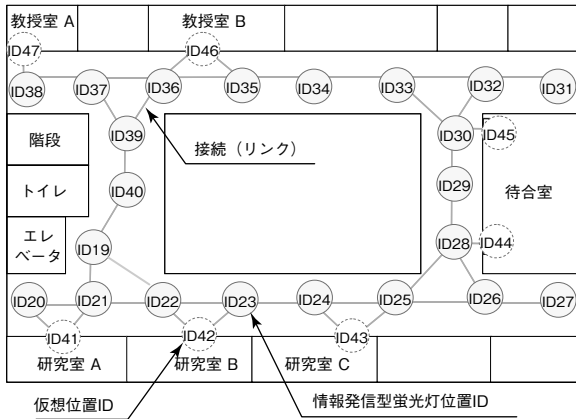 教授室 A
教授室 B
ID47
ID46
ID38
ID37
ID36
ID35
ID34
ID33
ID32
ID31
ID39
ID30
ID45
階段
接続(リンク)
トイレ
ID40
ID29
待合室
エレ
ベータ
ID19
ID28
ID44
ID20
ID21
ID22
ID23
ID24
ID25
ID26
ID27
ID41
ID42
ID43
研究室 A
研究室 B
研究室 C
仮想位置ID
情報発信型蛍光灯位置ID